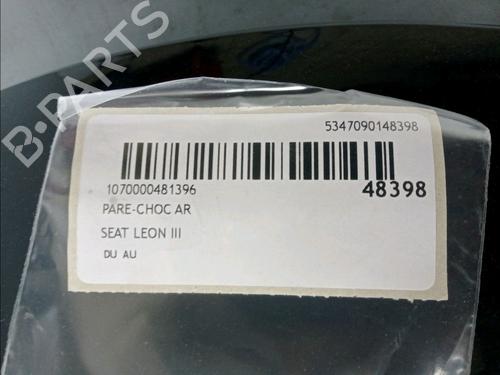 B-PARTS
5347090148398
1070000481396
48398
PARE-CHOC AR
SEAT LEON III
DU AU